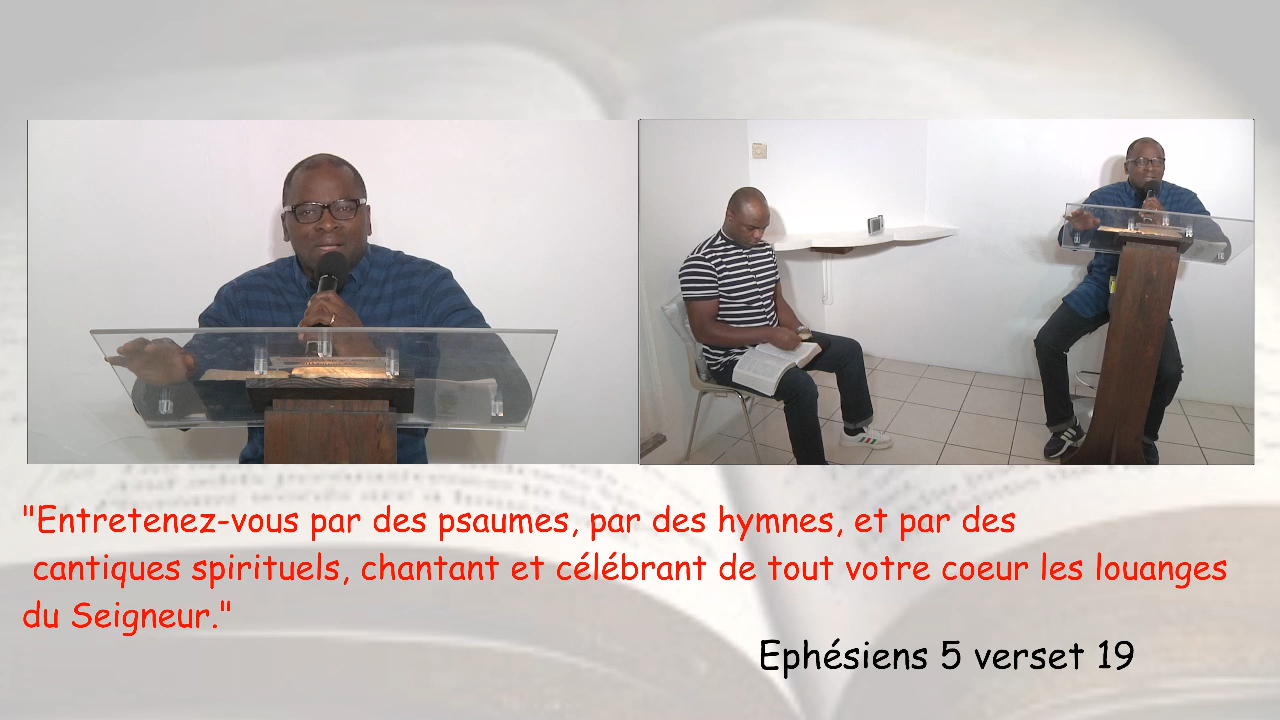 "Entretenez-vous par des psaumes, par des hymnes, et par des
cantiques spirituels, chantant et célébrant de tout votre coeur les louanges
du Seigneur."
Ephésiens 5 verset 19